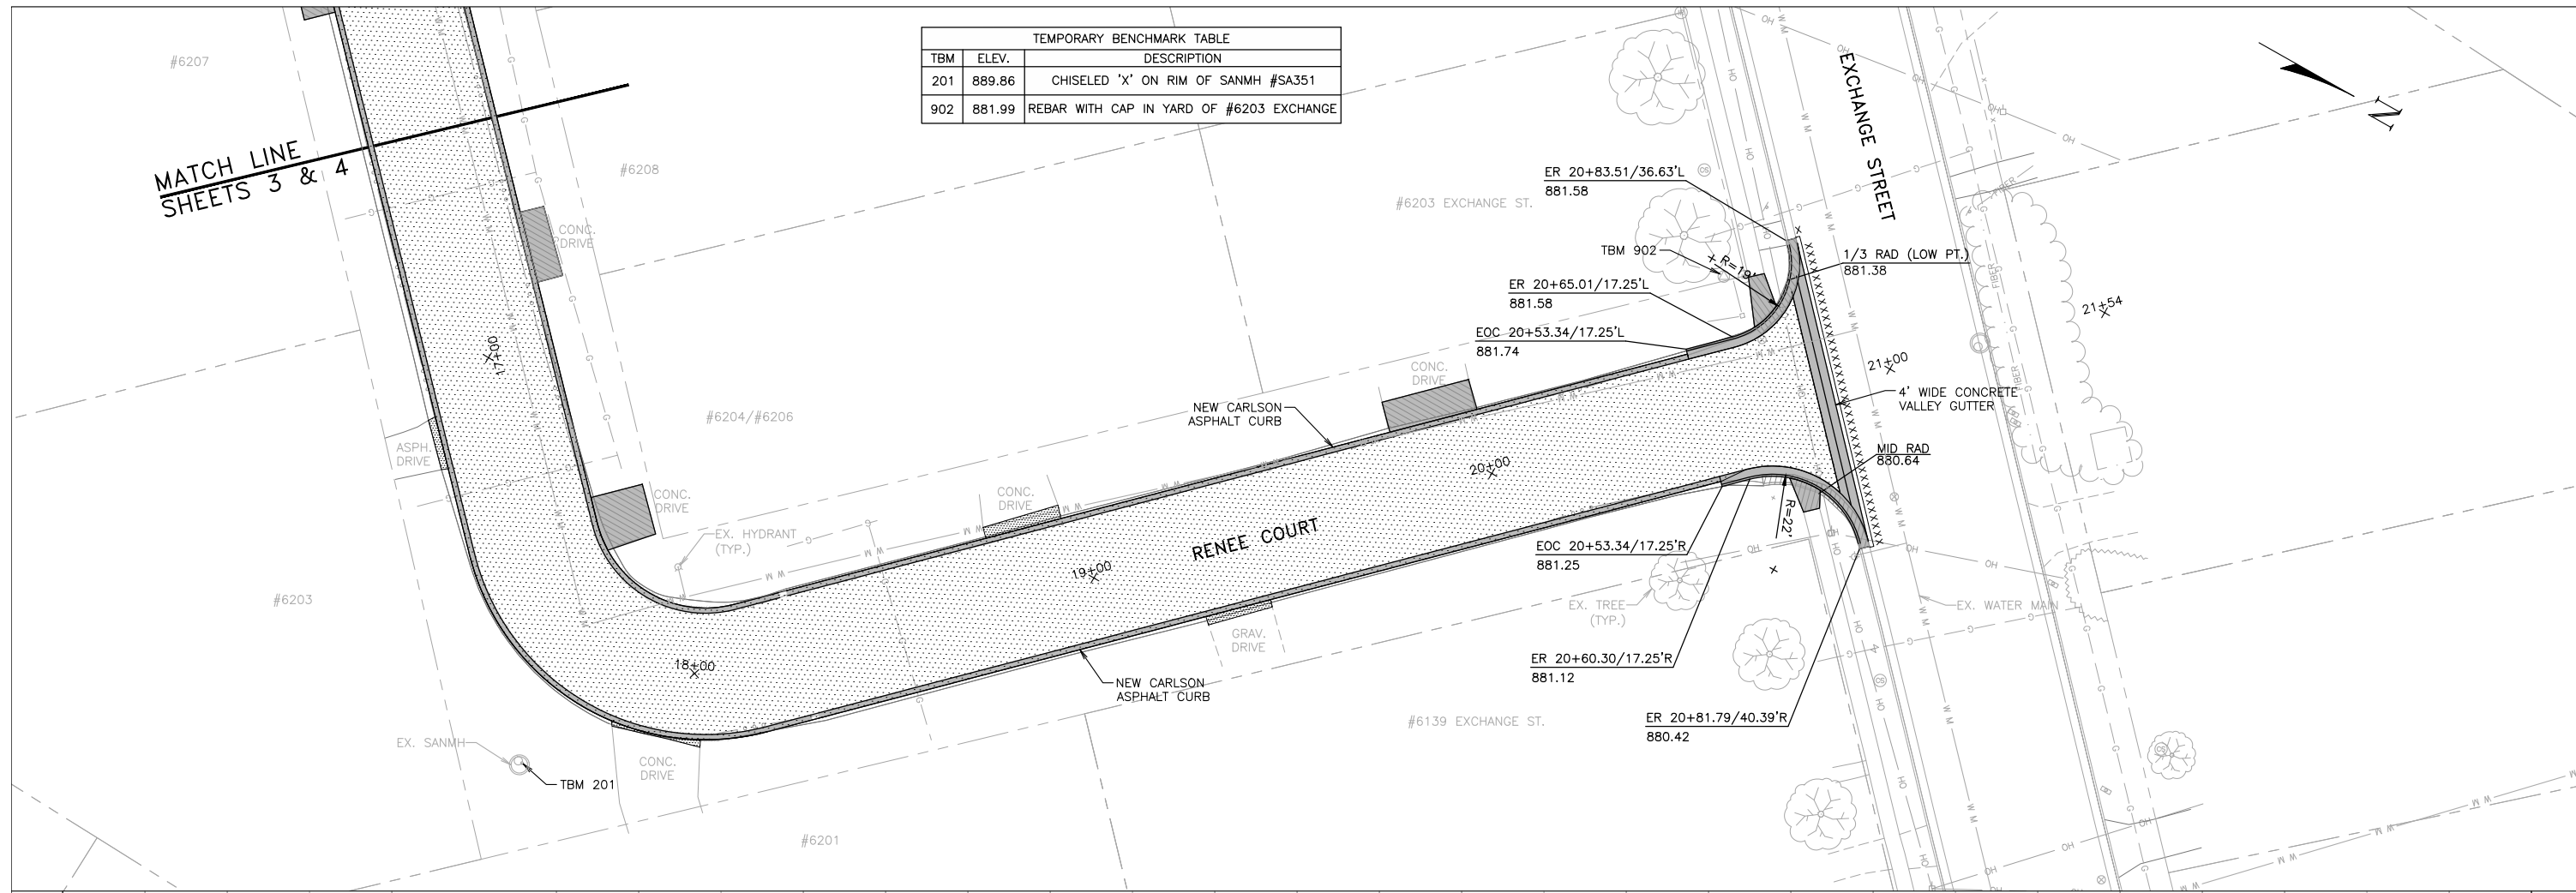 TEMPORARY BENCHMARK TABLE
TBM ELEV. DESCRIPTION
201 889.86 CHISELED 'X' ON RIM OF SANMH #SA351
902 881.99 REBAR WITH CAP IN YARD OF #6203 EXCHANGE
#6207
MATCH LINE
SHEETS 3 & 4
#6208
CONC.
DRIVE
17+00
ASPH.
DRIVE
CONC.
DRIVE
#6204/#6206
EX. HYDRANT
(TYP.)
#6203
18+00
EX. SANMH
TBM 201
CONC.
DRIVE
#6201
CONC.
DRIVE
19+00
RENEE COURT
NEW CARLSON
ASPHALT CURB
GRAV.
DRIVE
NEW CARLSON
ASPHALT CURB
CONC.
DRIVE
20+00
#6203 EXCHANGE ST.
EXCHANGE STREET
ER 20+83.51/36.63'L
881.58
TBM 902
R=19'
ER 20+65.01/17.25'L
881.58
EOC 20+53.34/17.25'L
881.74
1/3 RAD (LOW PT.)
881.38
21+00
21+54
4' WIDE CONCRETE
VALLEY GUTTER
MID RAD
880.64
R=22'
EOC 20+53.34/17.25'R
881.25
EX. TREE
(TYP.)
EX. WATER MAIN
ER 20+60.30/17.25'R
881.12
ER 20+81.79/40.39'R
880.42
#6139 EXCHANGE ST.
FIBER
FIBER
FIBER
N